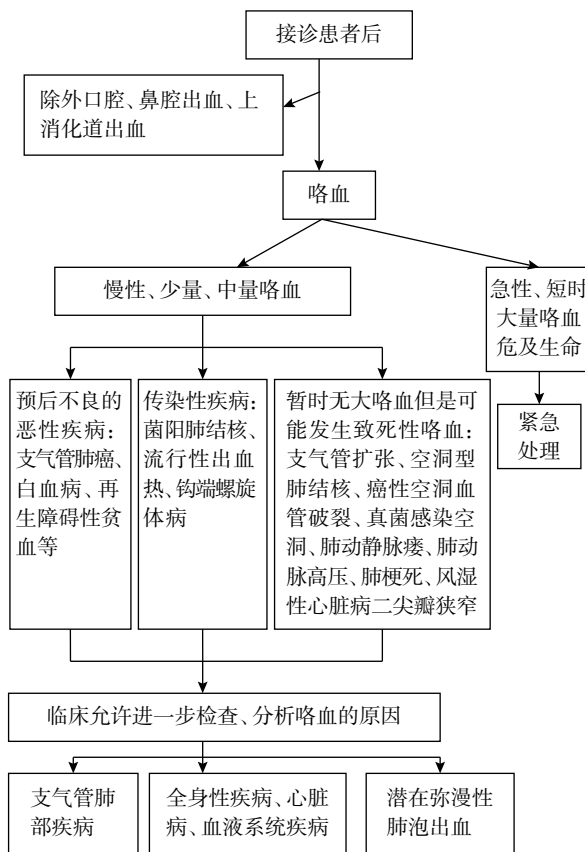 接诊患者后
除外口腔、鼻腔出血、上
消化道出血
咯血
慢性、少量、中量咯血
急性、短时
大量咯血
危及生命
紧急
处理
预后不良的
恶性疾病：
支气管肺癌、
白血病、再
生障碍性贫
血等
传染性疾病：
菌阳肺结核、
流行性出血
热、钩端螺旋
体病
暂时无大咯血但是可
能发生致死性咯血：
支气管扩张、空洞型
肺结核、癌性空洞血
管破裂、真菌感染空
洞、肺动静脉瘘、肺动
脉高压、肺梗死、风湿
性心脏病二尖瓣狭窄
临床允许进一步检查、分析咯血的原因
支气管肺
部疾病
全身性疾病、心脏
病、血液系统疾病
潜在弥漫性
肺泡出血